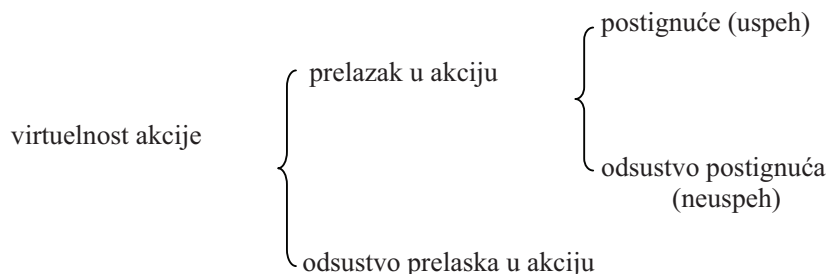 postignuće (uspeh)
prelazak u akciju
virtuelnost akcije
odsustvo postignuća
(neuspeh)
odsustvo prelaska u akciju